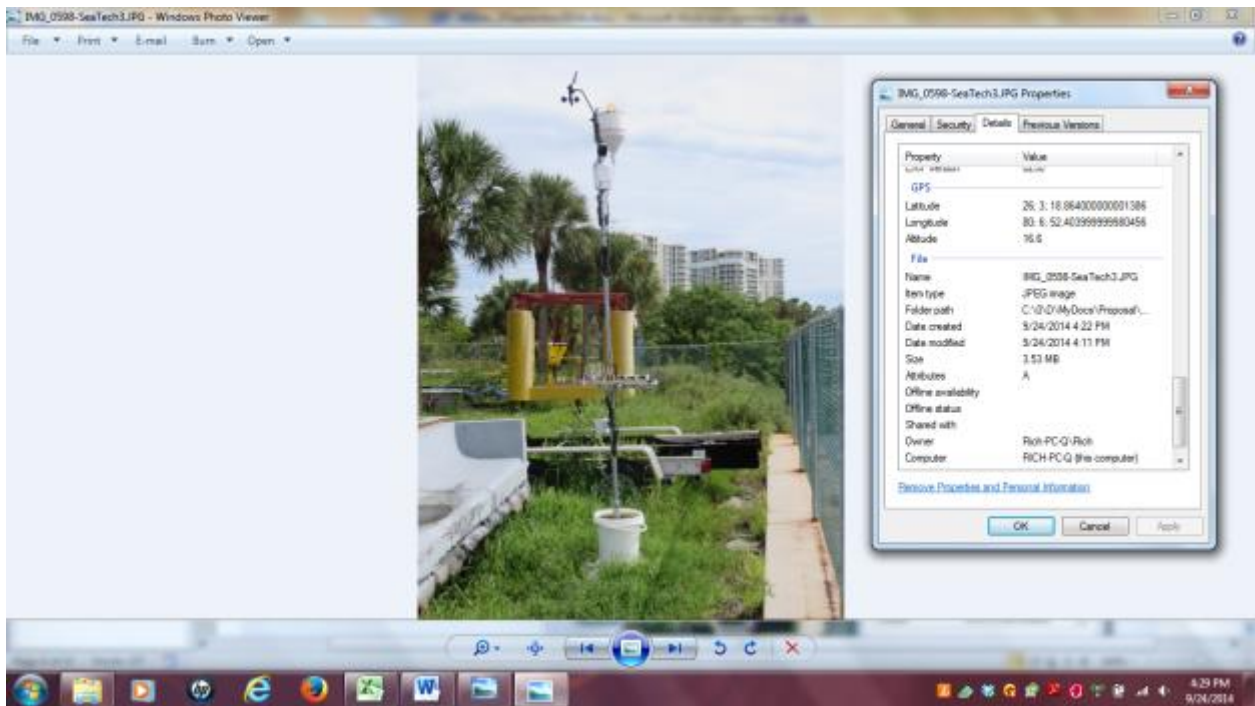 IMG_0598-SeaTech3.JPG - Windows Photo Viewer
File Print E-mail Burn Open
IMG_0598-SeaTech3.JPG Properties
General Security Details Previous Versions
Property Value
GPS
Latitude 26; 3; 18.864000000001386
Longitude 80; 6; 52.403999999980456
Altitude 16.6
File
Name IMG_0598-SeaTech3.JPG
Item type JPEG image
Folder path C:\0\D\MyDocs\Proposal\...
Date created 9/24/2014 4:22 PM
Date modified 9/24/2014 4:11 PM
Size 3.53 MB
Attributes A
Offline availability
Offline status
Shared with
Owner Rich-PC-Q\Rich
Computer RICH-PC-Q (this computer)
Remove Properties and Personal Information
OK Cancel Apply
4:29 PM
9/24/2014